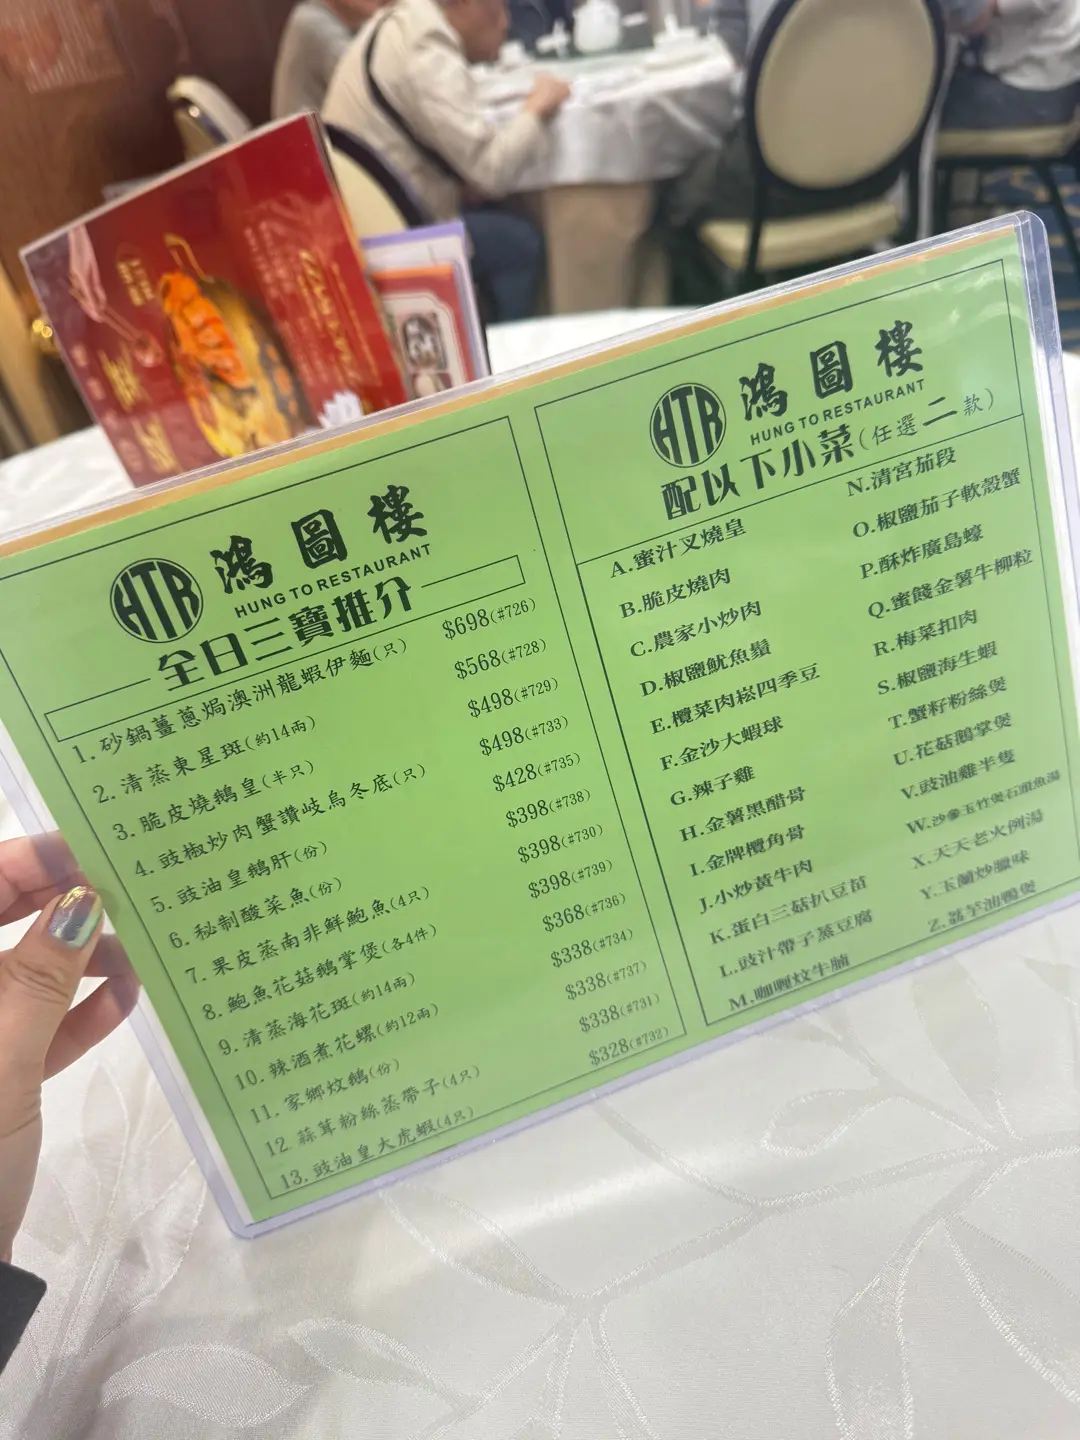 HTR 鴻圖樓
HUNG TO RESTAURANT
全日三寶推介
1. 砂鍋薑蔥焗澳洲龍蝦伊麵(只) $698(#726)
2. 清蒸東星斑(約14兩) $568(#728)
3. 脆皮燒鵝皇(半只) $498(#729)
4. 豉椒炒肉蟹讚岐烏冬底(只) $498(#733)
5. 豉油皇鵝肝(份) $428(#735)
6. 秘制酸菜魚(份) $398(#738)
7. 果皮蒸南非鮮鮑魚(4只) $398(#730)
8. 鮑魚花菇鵝掌煲(各4件) $398(#739)
9. 清蒸海花斑(約14兩) $368(#736)
10. 辣酒煮花螺(約12兩) $338(#734)
11. 家鄉炆鵝(份) $338(#737)
12. 蒜茸粉絲蒸帶子(4只) $338(#731)
13. 豉油皇大虎蝦(4只) $328(#732)
HTR 鴻圖樓
HUNG TO RESTAURANT
配以下小菜(任選二款)
A.蜜汁叉燒皇
B.脆皮燒肉
C.農家小炒肉
D.椒鹽魷魚鬚
E.欖菜肉崧四季豆
F.金沙大蝦球
G.辣子雞
H.金薯黑醋骨
I.金牌欖角骨
J.小炒黃牛肉
K.蛋白三菇扒豆苗
L.豉汁帶子蒸豆腐
M.咖喱炆牛腩
N.清宮茄段
O.椒鹽茄子軟殼蟹
P.酥炸廣島蠔
Q.蜜餞金薯牛柳粒
R.梅菜扣肉
S.椒鹽海生蝦
T.蟹籽粉絲煲
U.花菇鵝掌煲
V.豉油雞半隻
W.沙參玉竹煲石頭魚湯
X.天天老火例湯
Y.玉蘭炒臘味
Z.荔芋油鴨煲